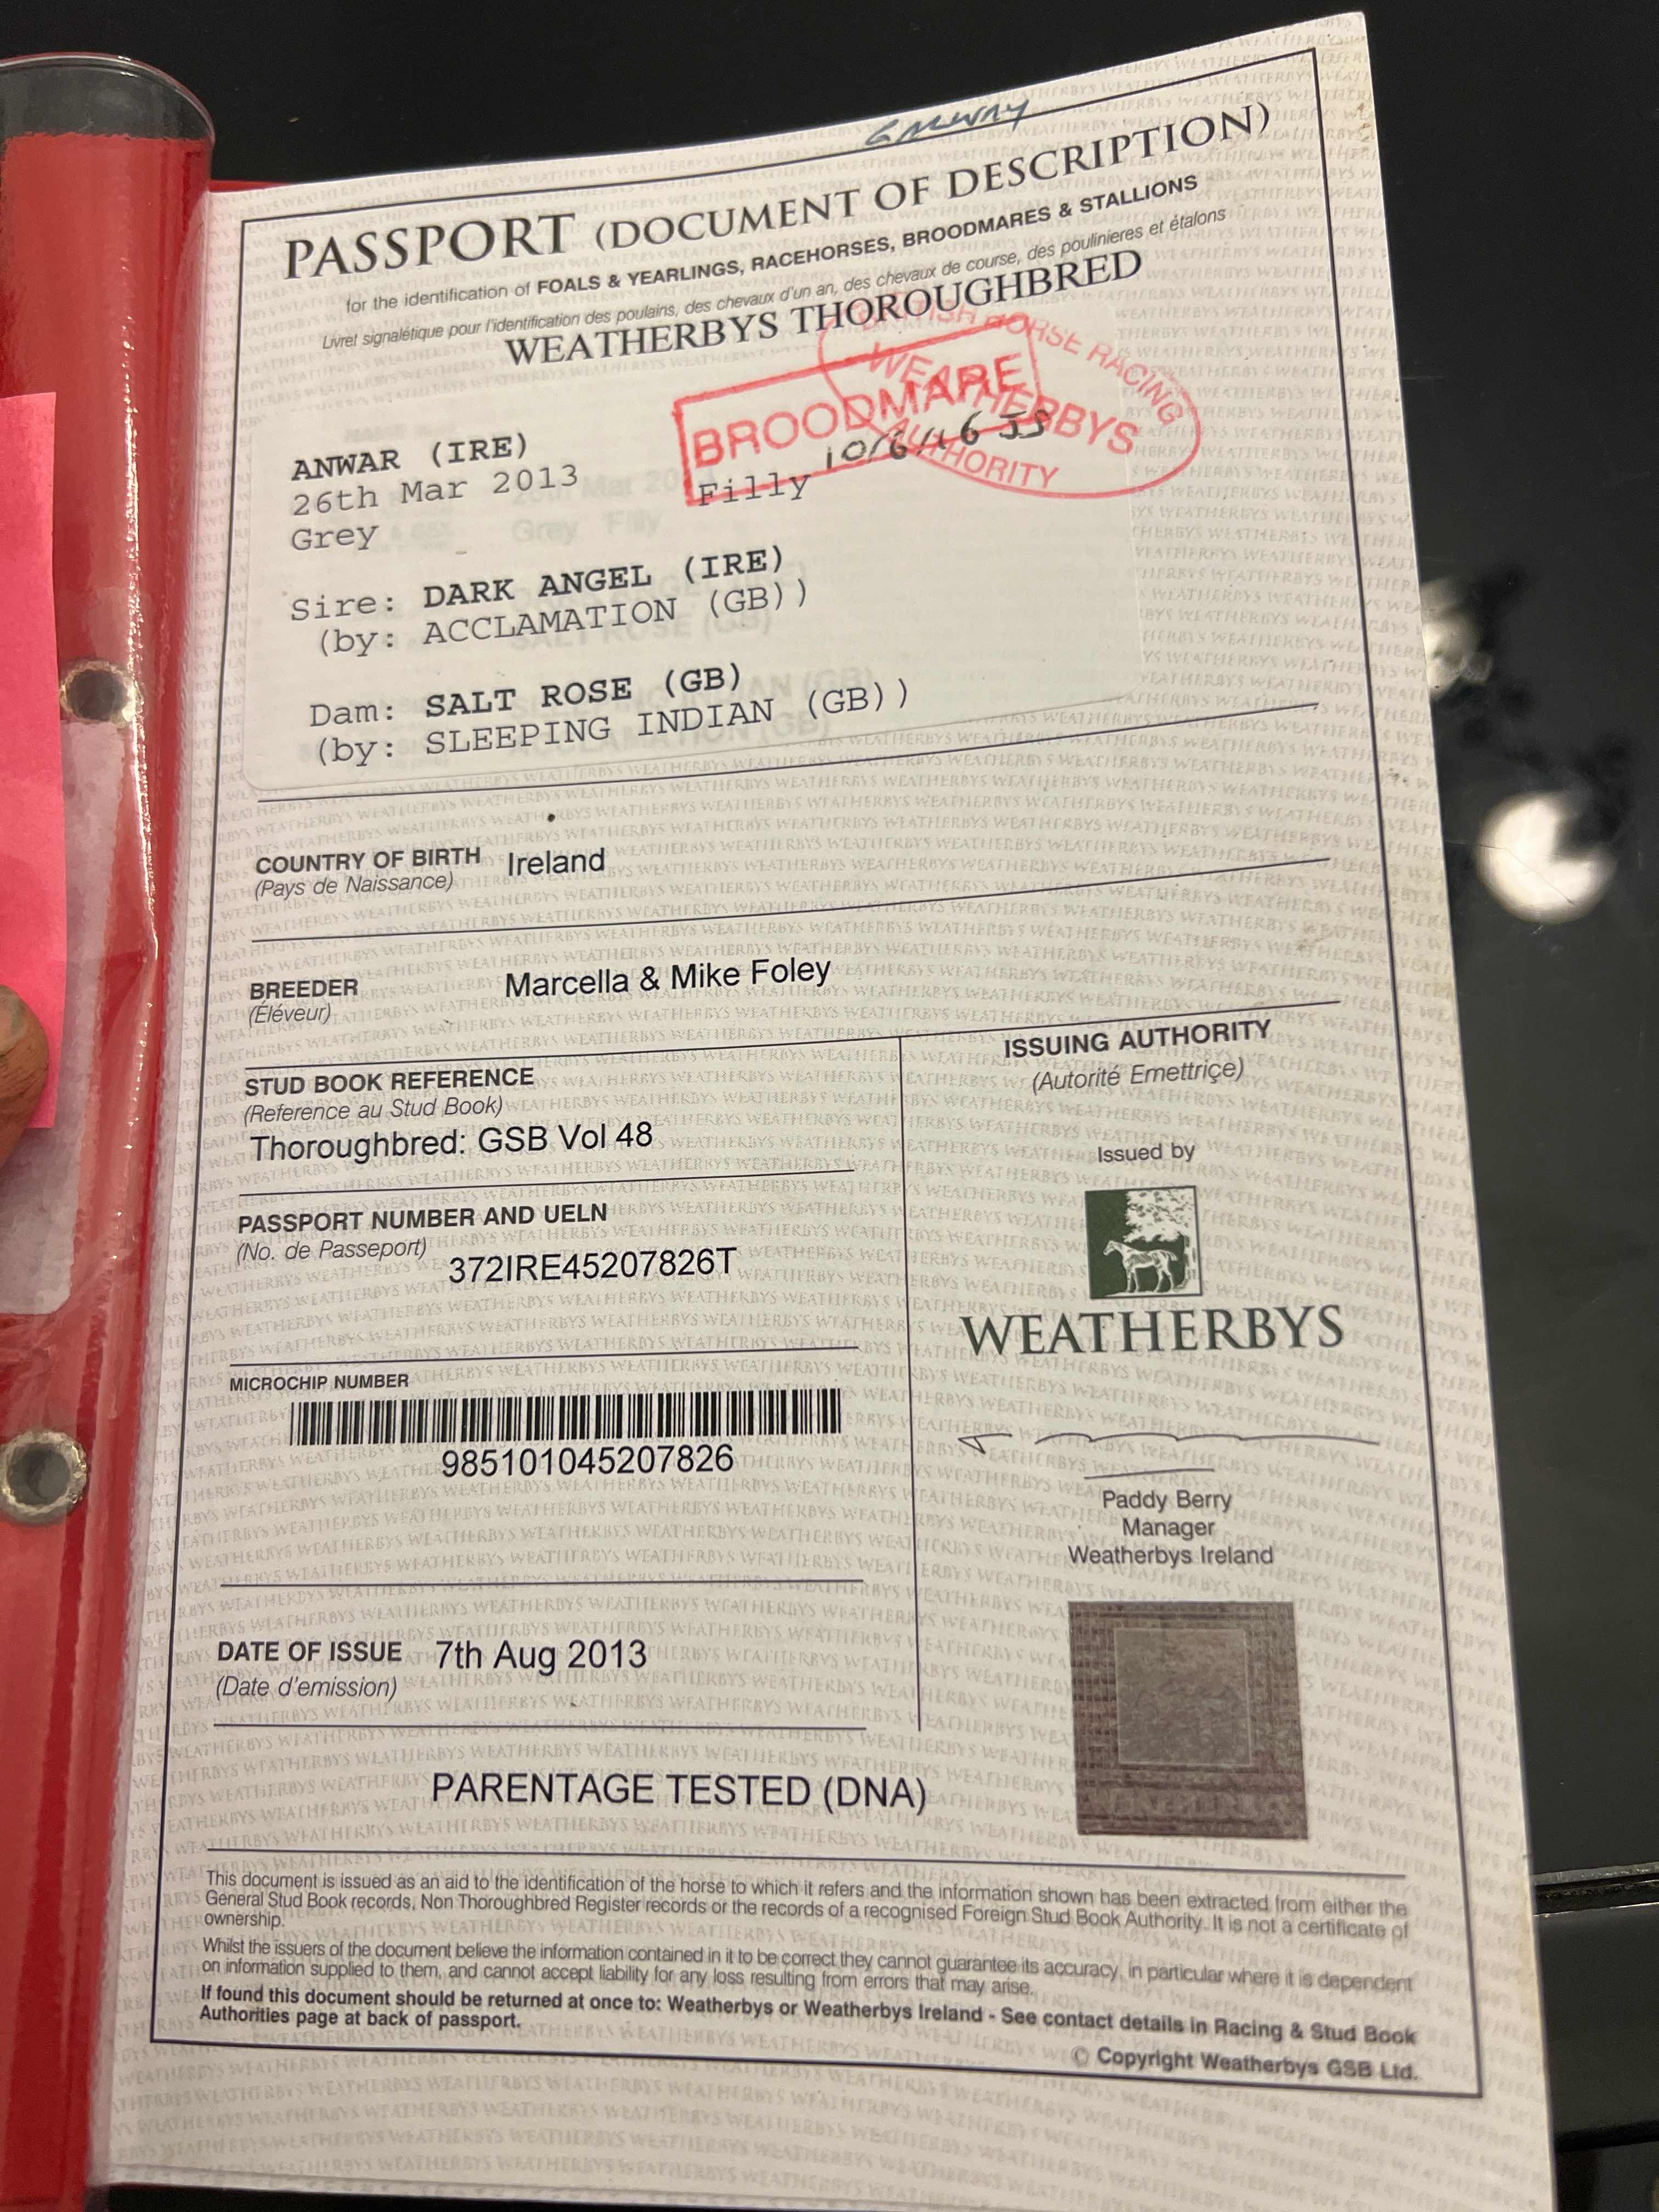 PASSPORT (DOCUMENT OF DESCRIPTION)
for the identification of FOALS & YEARLINGS, RACEHORSES, BROODMARES & STALLIONS
Livret signalétique pour l'identification des poulains, des chevaux d'un an, des chevaux de course, des poulinieres et étalons
WEATHERBYS THOROUGHBRED
BRITISH HORSE RACING
WEATHERBYS
AUTHORITY
BROODMARE
10/6/16 JS
ANWAR (IRE)
26th Mar 2013 Filly
Grey
Sire: DARK ANGEL (IRE)
(by: ACCLAMATION (GB))
Dam: SALT ROSE (GB)
(by: SLEEPING INDIAN (GB))
COUNTRY OF BIRTH Ireland
(Pays de Naissance)
BREEDER Marcella & Mike Foley
(Éléveur)
STUD BOOK REFERENCE
(Reference au Stud Book)
Thoroughbred: GSB Vol 48
PASSPORT NUMBER AND UELN
(No. de Passeport)
372IRE45207826T
MICROCHIP NUMBER
985101045207826
DATE OF ISSUE 7th Aug 2013
(Date d'emission)
ISSUING AUTHORITY
(Autorité Emettriçe)
Issued by
WEATHERBYS
Paddy Berry
Manager
Weatherbys Ireland
PARENTAGE TESTED (DNA)
This document is issued as an aid to the identification of the horse to which it refers and the information shown has been extracted from either the
General Stud Book records, Non Thoroughbred Register records or the records of a recognised Foreign Stud Book Authority. It is not a certificate of
ownership.
Whilst the issuers of the document believe the information contained in it to be correct they cannot guarantee its accuracy, in particular where it is dependent
on information supplied to them, and cannot accept liability for any loss resulting from errors that may arise.
If found this document should be returned at once to: Weatherbys or Weatherbys Ireland - See contact details in Racing & Stud Book
Authorities page at back of passport.
© Copyright Weatherbys GSB Ltd.